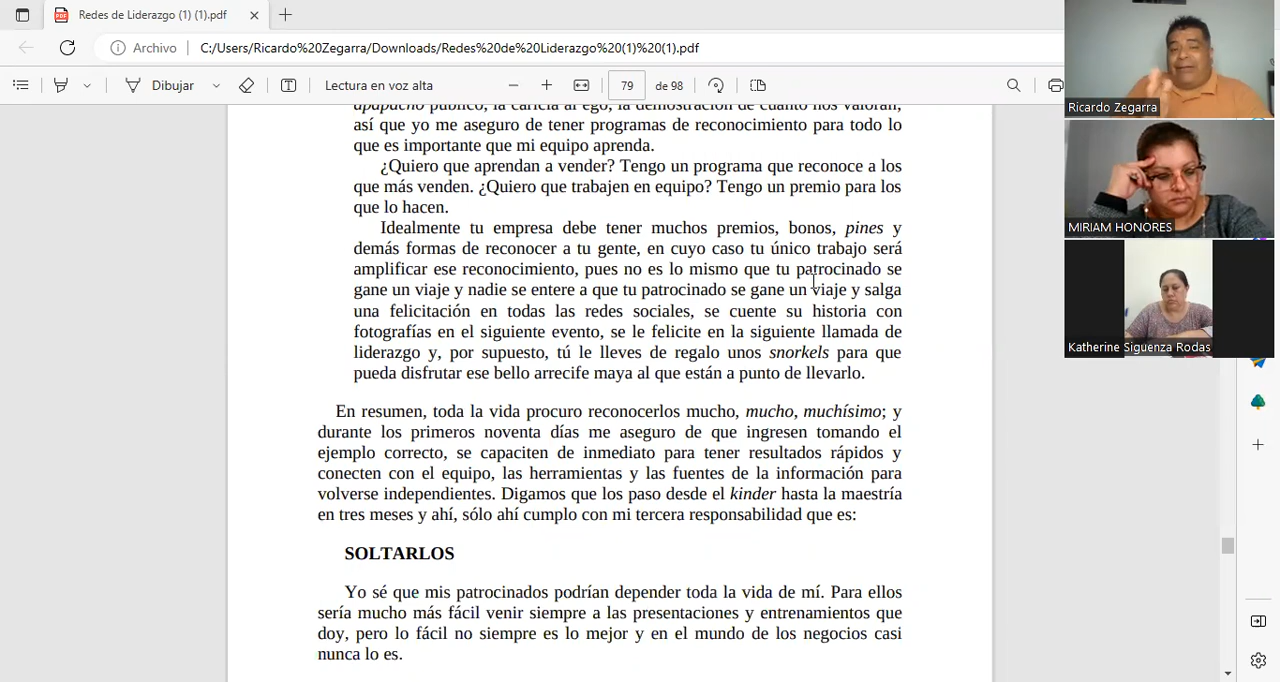 Redes de Liderazgo (1) (1).pdf
Archivo
C:/Users/Ricardo%20Zegarra/Downloads/Redes%20de%20Liderazgo%20(1)%20(1).pdf
Dibujar
Lectura en voz alta
79
de 98
apapacho público, la caricia al ego, la demostración de cuánto nos valoran,
así que yo me aseguro de tener programas de reconocimiento para todo lo
que es importante que mi equipo aprenda.
¿Quiero que aprendan a vender? Tengo un programa que reconoce a los
que más venden. ¿Quiero que trabajen en equipo? Tengo un premio para los
que lo hacen.
Idealmente tu empresa debe tener muchos premios, bonos, pines y
demás formas de reconocer a tu gente, en cuyo caso tu único trabajo será
amplificar ese reconocimiento, pues no es lo mismo que tu patrocinado se
gane un viaje y nadie se entere a que tu patrocinado se gane un viaje y salga
una felicitación en todas las redes sociales, se cuente su historia con
fotografías en el siguiente evento, se le felicite en la siguiente llamada de
liderazgo y, por supuesto, tú le lleves de regalo unos snorkels para que
pueda disfrutar ese bello arrecife maya al que están a punto de llevarlo.
En resumen, toda la vida procuro reconocerlos mucho, mucho, muchísimo; y
durante los primeros noventa días me aseguro de que ingresen tomando el
ejemplo correcto, se capaciten de inmediato para tener resultados rápidos y
conecten con el equipo, las herramientas y las fuentes de la información para
volverse independientes. Digamos que los paso desde el kinder hasta la maestría
en tres meses y ahí, sólo ahí cumplo con mi tercera responsabilidad que es:
SOLTARLOS
Yo sé que mis patrocinados podrían depender toda la vida de mí. Para ellos
sería mucho más fácil venir siempre a las presentaciones y entrenamientos que
doy, pero lo fácil no siempre es lo mejor y en el mundo de los negocios casi
nunca lo es.
Ricardo Zegarra
MIRIAM HONORES
Katherine Siguenza Rodas